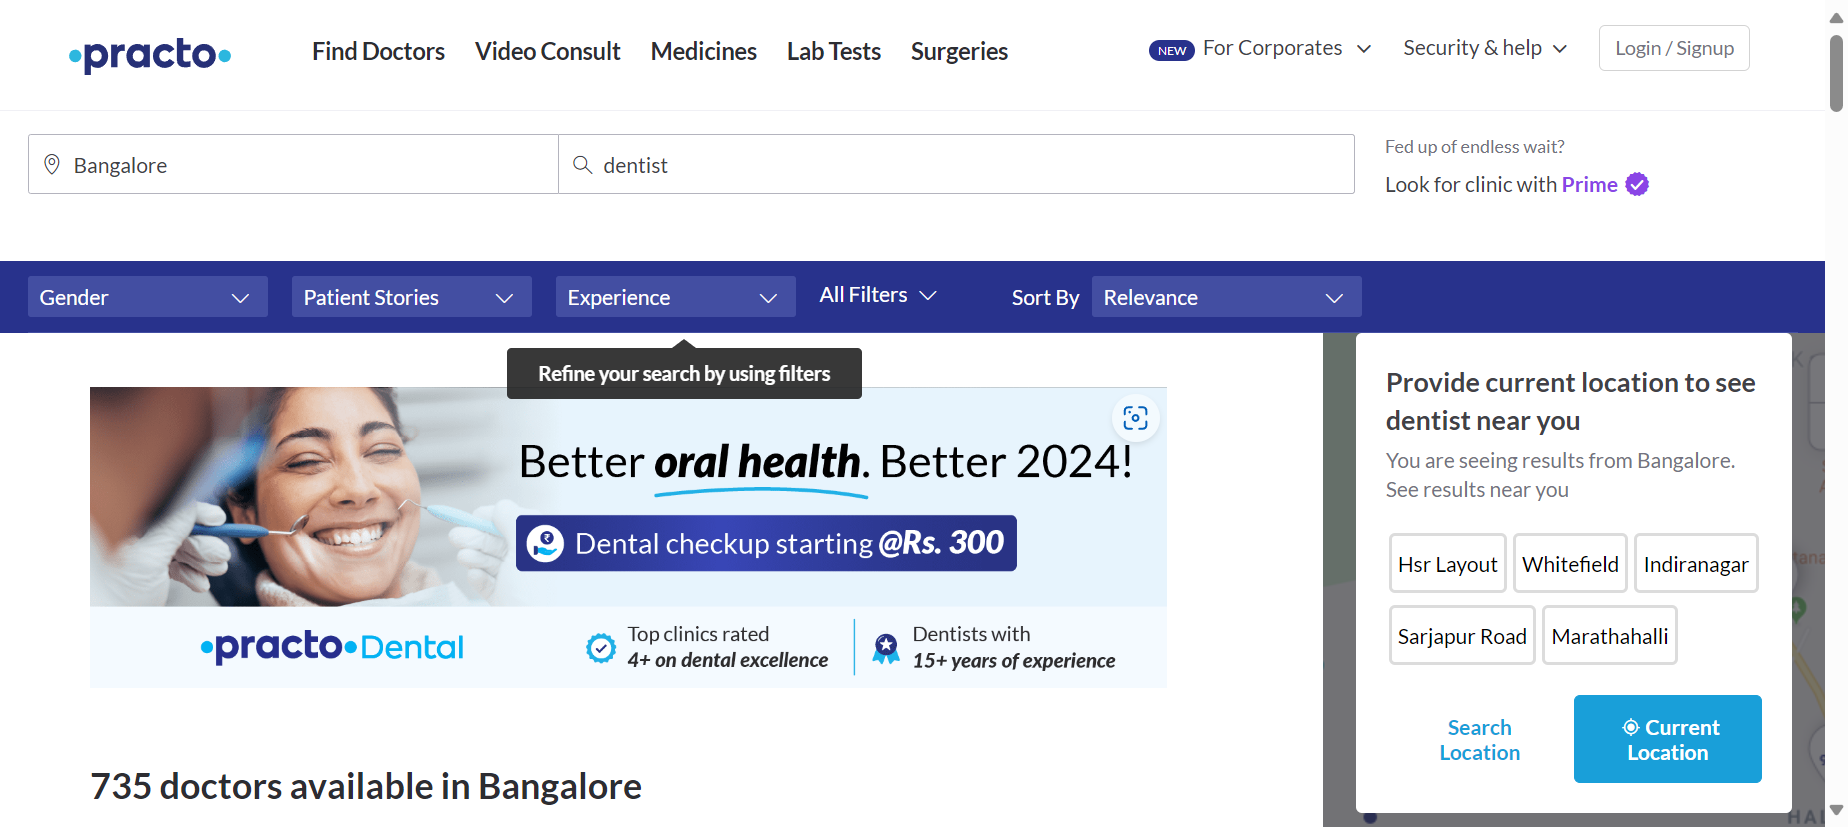 practo
Find Doctors
Video Consult
Medicines
Lab Tests
Surgeries
NEW
For Corporates
Security & help
Login / Signup
Bangalore
dentist
Fed up of endless wait?
Look for clinic with Prime
Gender
Patient Stories
Experience
All Filters
Sort By
Relevance
Refine your search by using filters
Better oral health. Better 2024!
Dental checkup starting @Rs. 300
practo Dental
Top clinics rated
4+ on dental excellence
Dentists with
15+ years of experience
735 doctors available in Bangalore
Provide current location to see
dentist near you
You are seeing results from Bangalore.
See results near you
Hsr Layout
Whitefield
Indiranagar
Sarjapur Road
Marathahalli
Search
Location
Current
Location